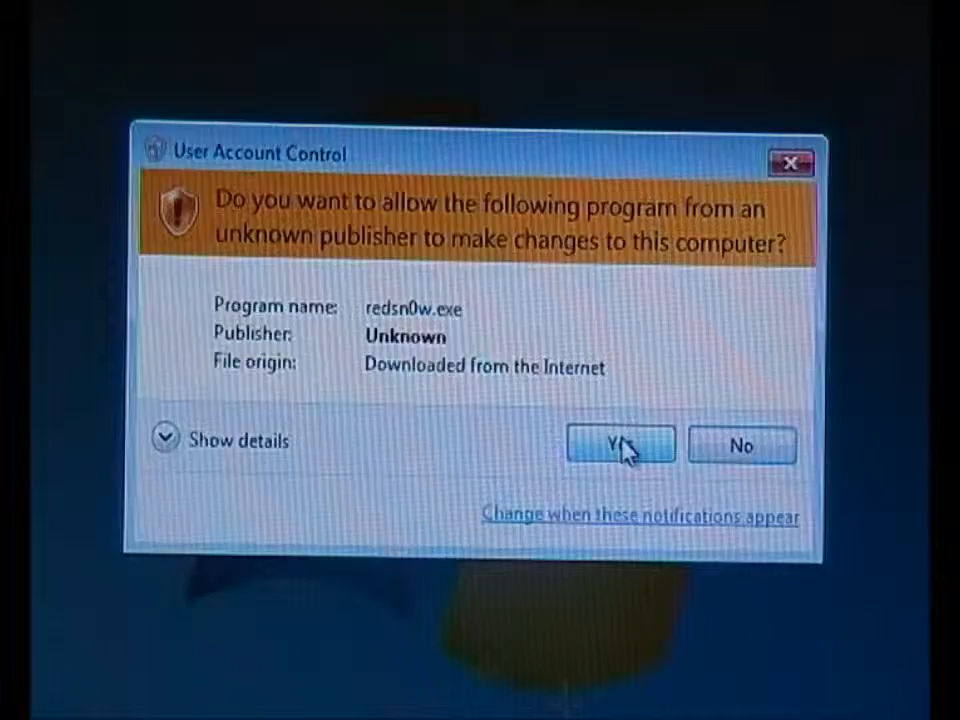 User Account Control
Do you want to allow the following program from an
unknown publisher to make changes to this computer?
Program name: redsn0w.exe
Publisher: Unknown
File origin: Downloaded from the Internet
Show details
Yes No
Change when these notifications appear